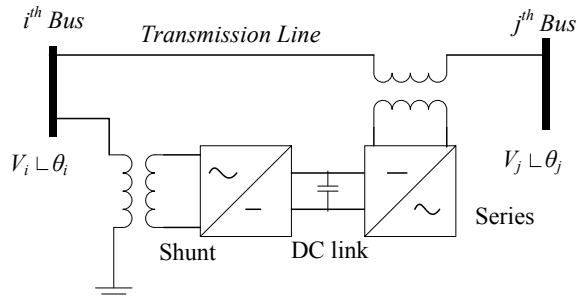 i^th Bus
j^th Bus
Transmission Line
V_i ∟θ_i
V_j ∟θ_j
Series
Shunt
DC link